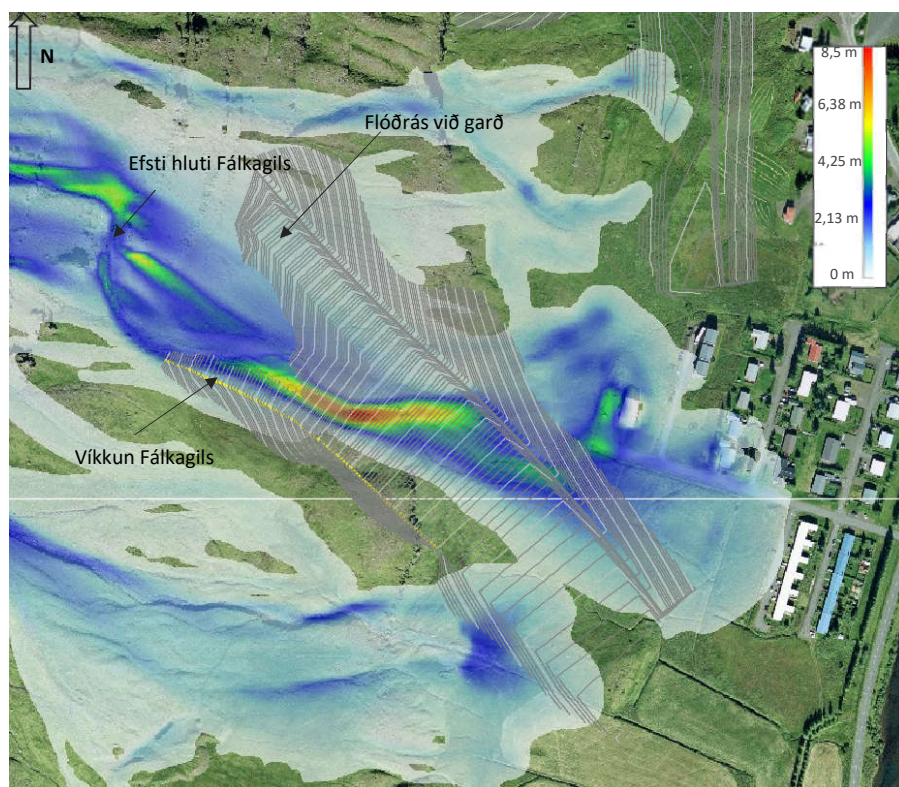 N
8,5 m
6,38 m
4,25 m
2,13 m
0 m
Flóðrás við garð
Efsti hluti Fálkagils
Víkkun Fálkagils